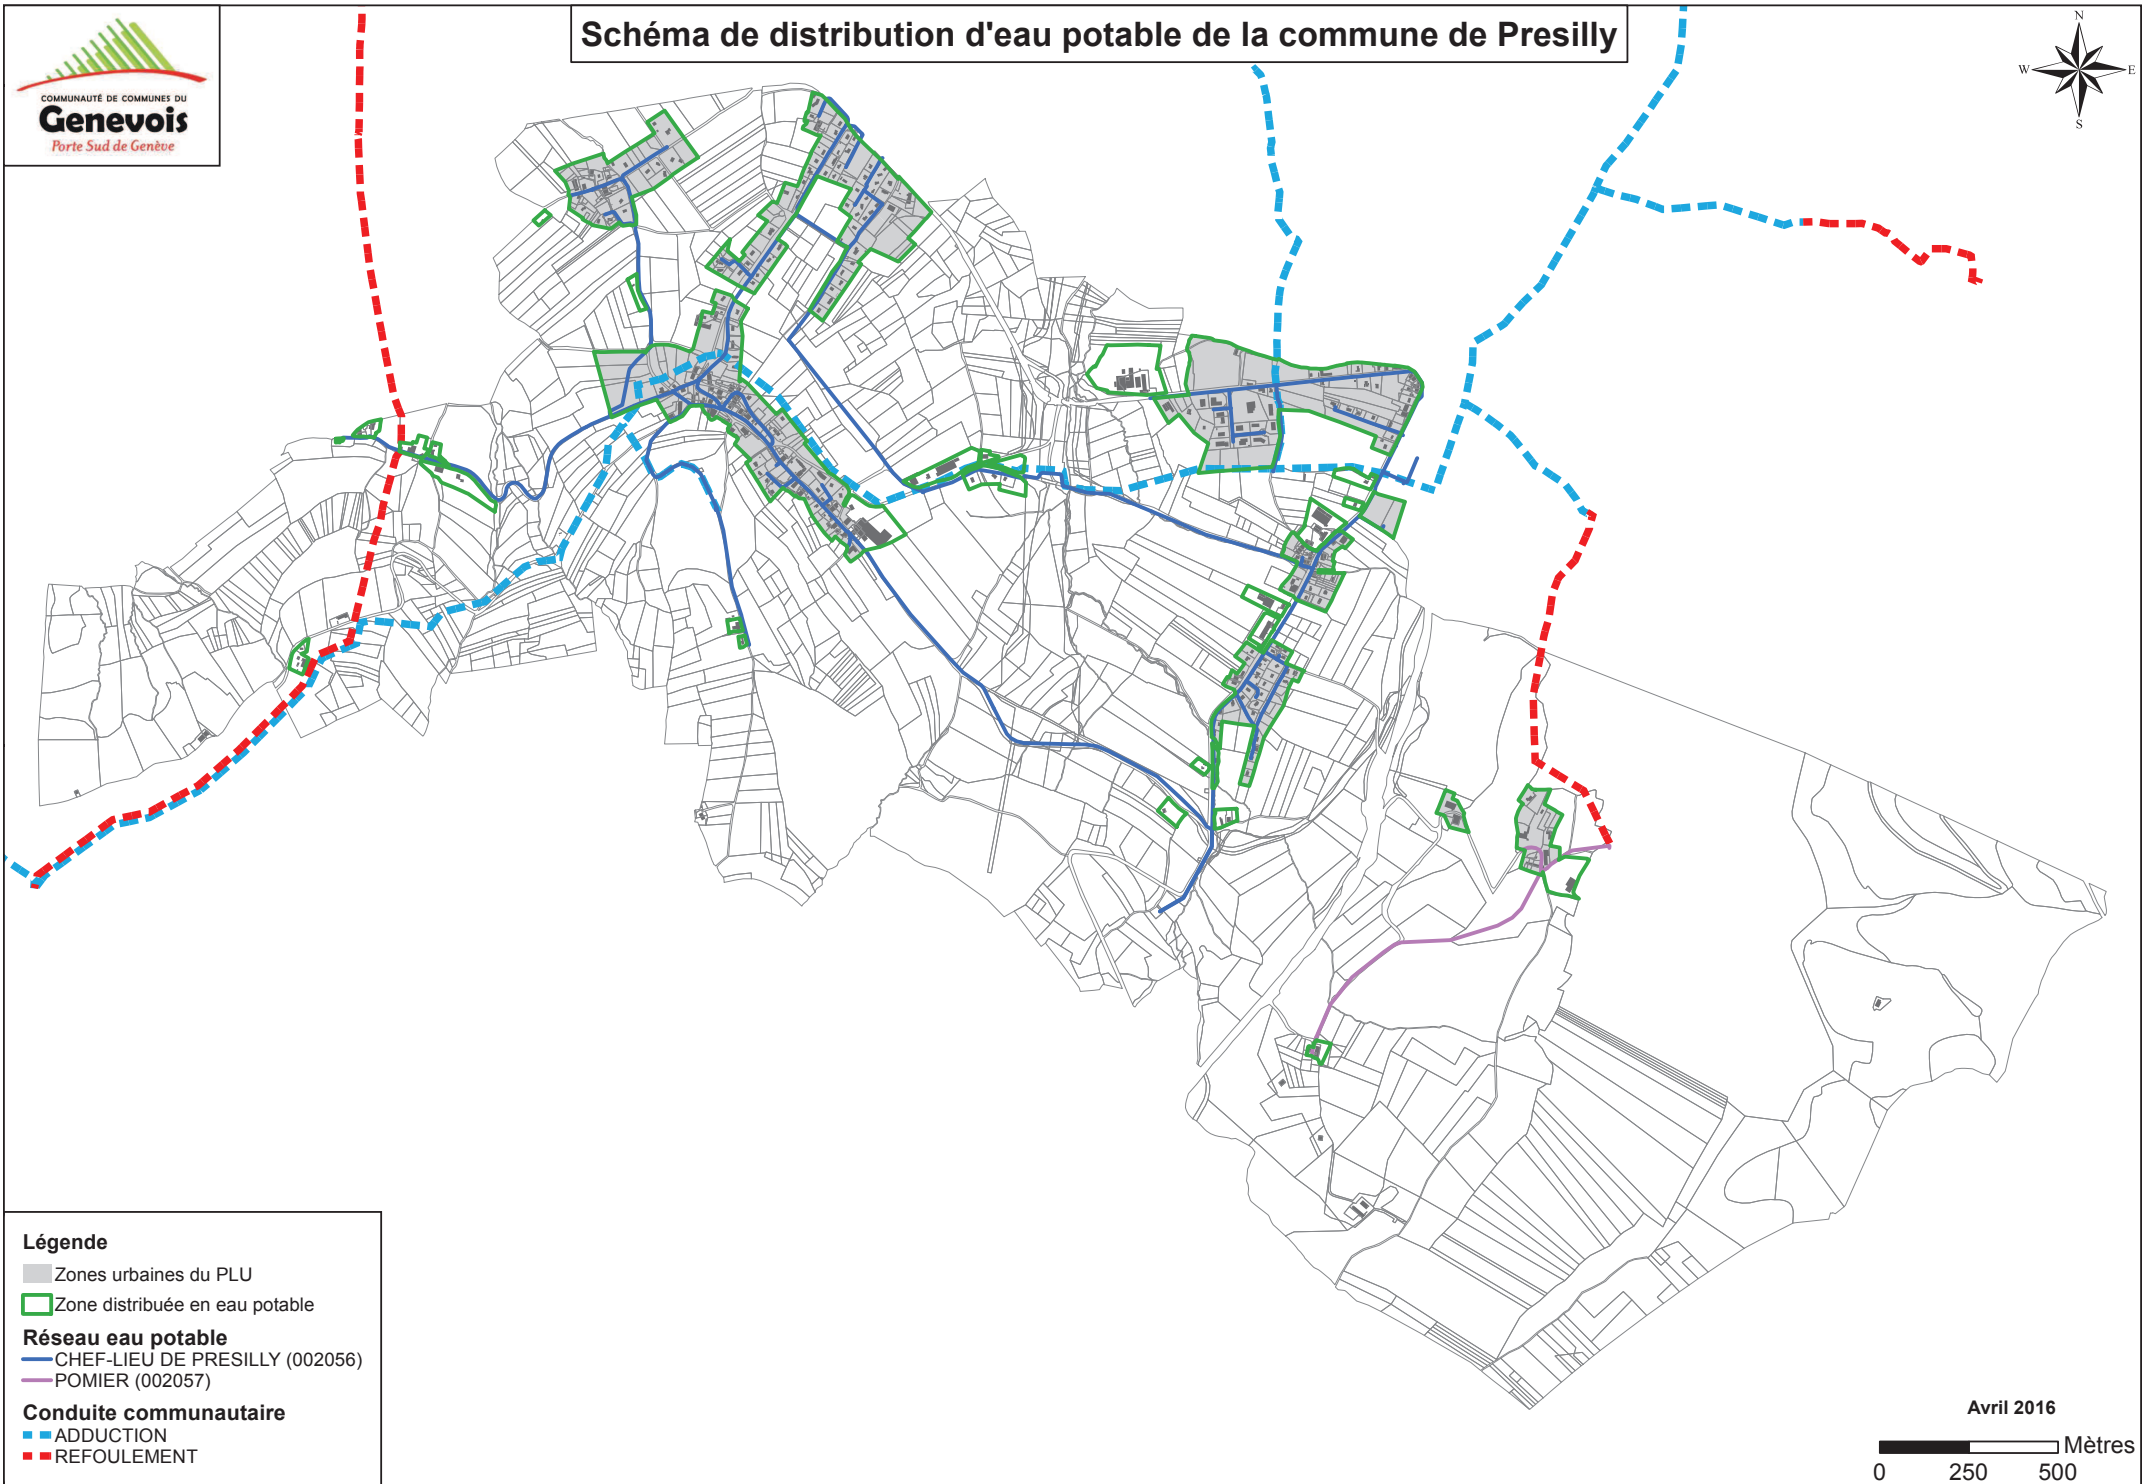 COMMUNAUTÉ DE COMMUNES DU
Genevois
Porte Sud de Genève
Schéma de distribution d'eau potable de la commune de Presilly
N
W
E
S
Légende
Zones urbaines du PLU
Zone distribuée en eau potable
Réseau eau potable
CHEF-LIEU DE PRESILLY (002056)
POMIER (002057)
Conduite communautaire
ADDUCTION
REFOULEMENT
Avril 2016
Mètres
0 250 500